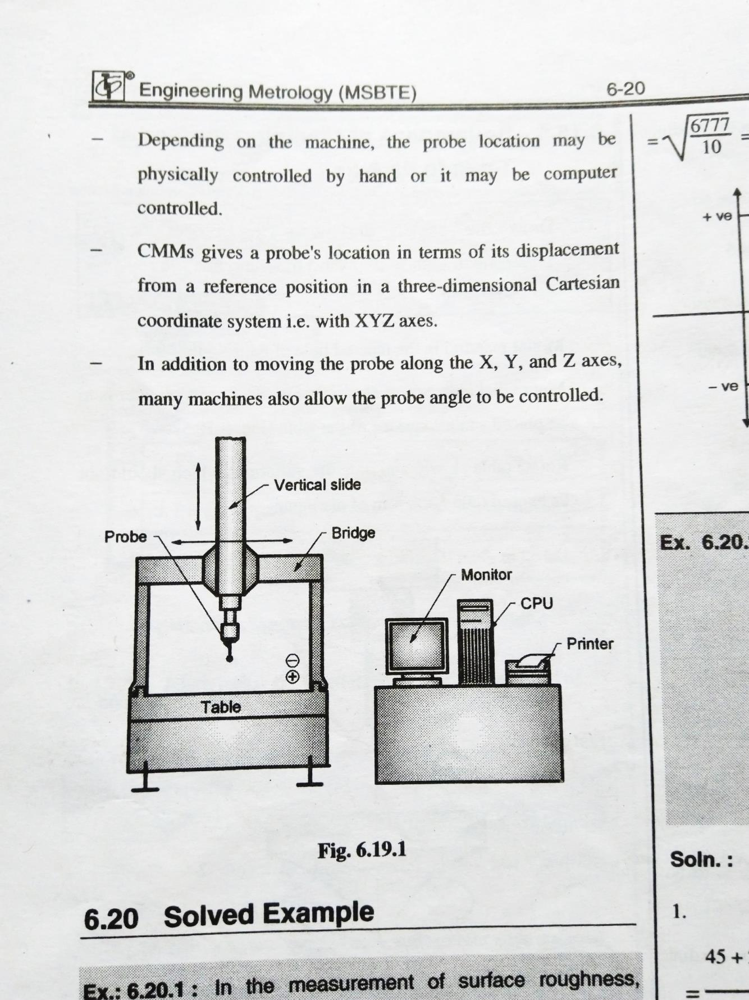 Engineering Metrology (MSBTE) 6-20
– Depending on the machine, the probe location may be
physically controlled by hand or it may be computer
controlled.
– CMMs gives a probe's location in terms of its displacement
from a reference position in a three-dimensional Cartesian
coordinate system i.e. with XYZ axes.
– In addition to moving the probe along the X, Y, and Z axes,
many machines also allow the probe angle to be controlled.
Vertical slide
Probe
Bridge
Monitor
CPU
Printer
Table
Fig. 6.19.1
6.20 Solved Example
Ex.: 6.20.1 : In the measurement of surface roughness,
= √(6777/10) =
+ ve
– ve
Ex. 6.20.
Soln. :
1.
45 +
=